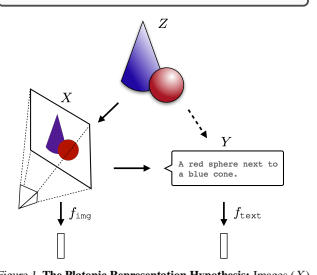 Z
X
Y
A red sphere next to
a blue cone.
f_img
f_text
Figure 1. The Platonic Representation Hypothesis: Images (X)